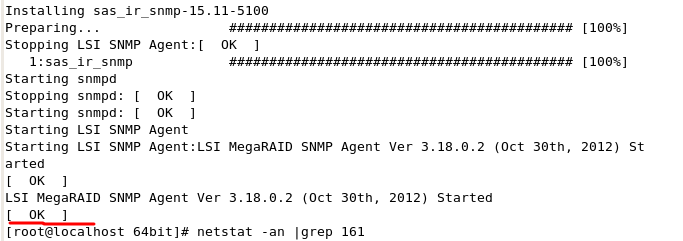 Installing sas_ir_snmp-15.11-5100
Preparing...                ########################################### [100%]
Stopping LSI SNMP Agent:[  OK  ]
   1:sas_ir_snmp            ########################################### [100%]
Starting snmpd
Stopping snmpd: [  OK  ]
Starting snmpd: [  OK  ]
Starting LSI SNMP Agent
Starting LSI SNMP Agent:LSI MegaRAID SNMP Agent Ver 3.18.0.2 (Oct 30th, 2012) St
arted
[  OK  ]
LSI MegaRAID SNMP Agent Ver 3.18.0.2 (Oct 30th, 2012) Started
[  OK  ]
[root@localhost 64bit]# netstat -an |grep 161